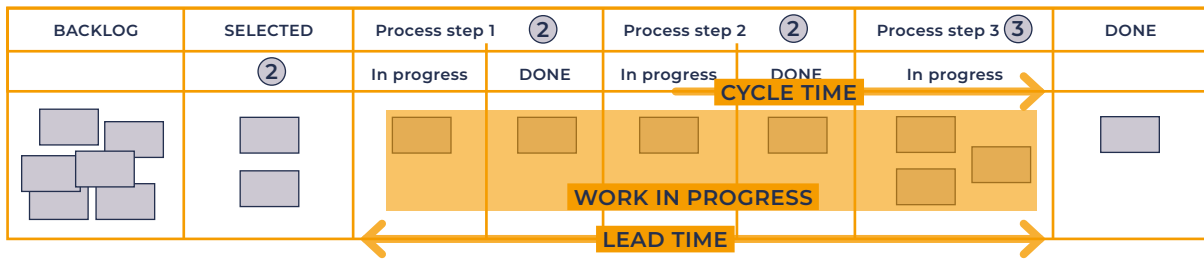 BACKLOG SELECTED Process step 1 2 Process step 2 2 Process step 3 3 DONE
2 In progress DONE In progress DONE In progress
CYCLE TIME
WORK IN PROGRESS
LEAD TIME